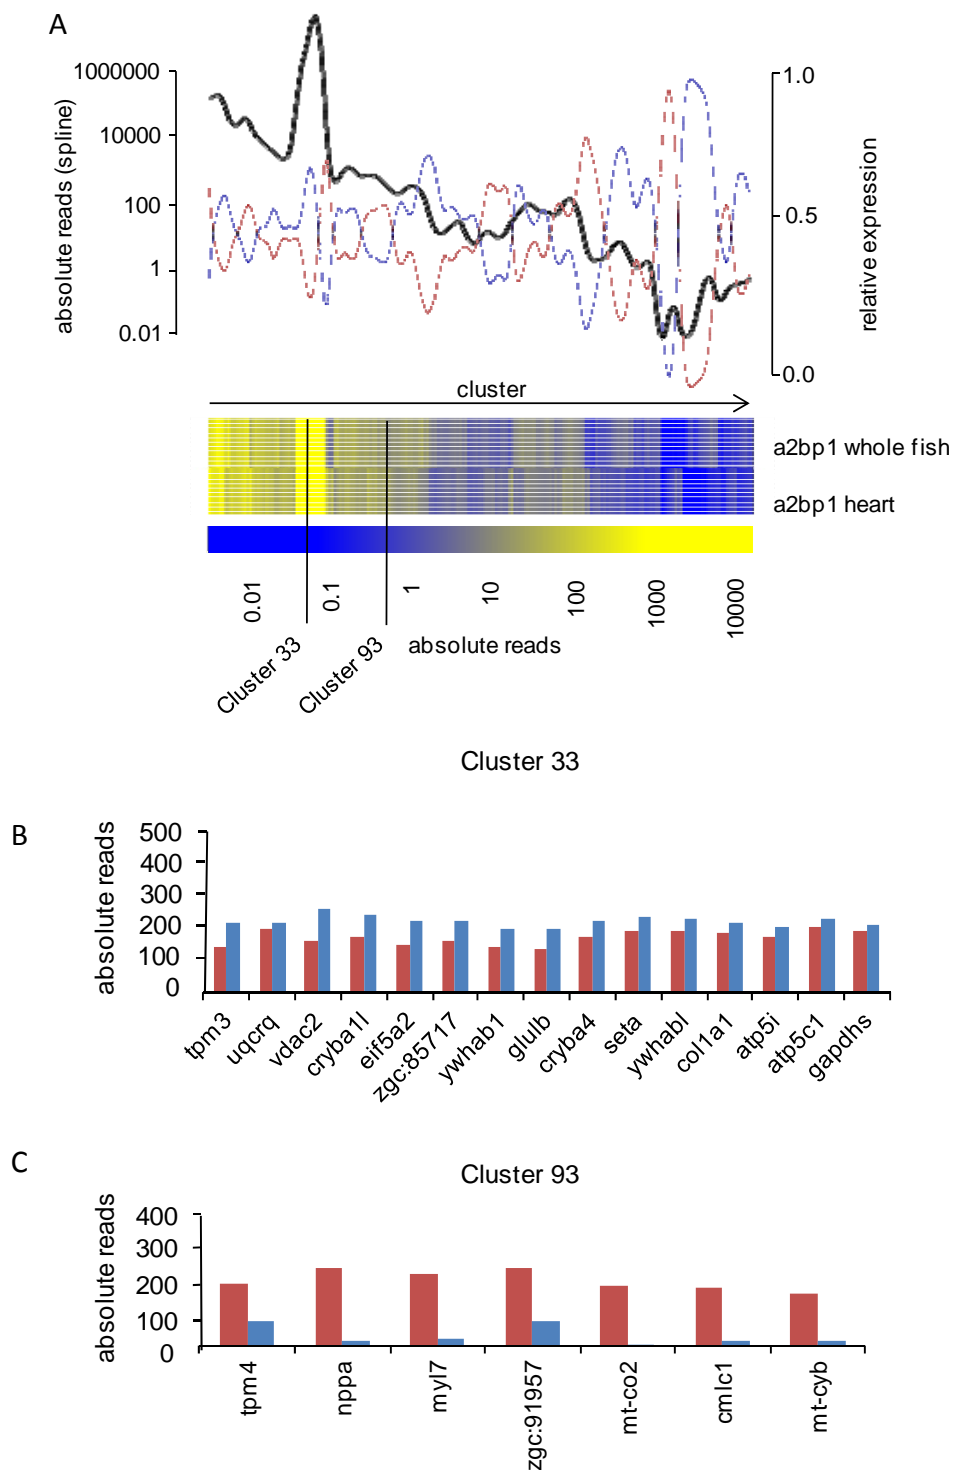 A
absolute reads (spline)
1000000
10000
100
1
0.01
1.0
0.5
0.0
relative expression
cluster
a2bp1 whole fish
a2bp1 heart
0.01
0.1
1
10
100
1000
10000
Cluster 33
Cluster 93
absolute reads
Cluster 33
B
absolute reads
500
400
300
200
100
0
tpm3
uqcrq
vdac2
cryba1l
eif5a2
zgc:85717
ywhab1
glulb
cryba4
seta
ywhabl
col1a1
atp5i
atp5c1
gapdhs
C
Cluster 93
absolute reads
400
300
200
100
0
tpm4
nppa
myl7
zgc:91957
mt-co2
cmlc1
mt-cyb